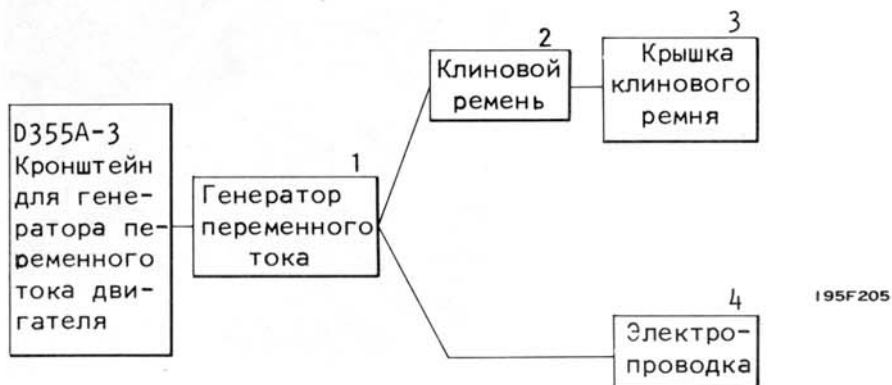 D355A-3
Кронштейн
для гене-
ратора пе-
ременного
тока дви-
гателя
1
Генератор
переменного
тока
2
Клиновой
ремень
3
Крышка
клинового
ремня
4
Электро-
проводка
195F205